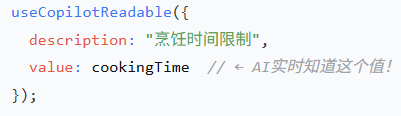 useCopilotReadable({
  description: "烹饪时间限制",
  value: cookingTime  // ← AI实时知道这个值!
});